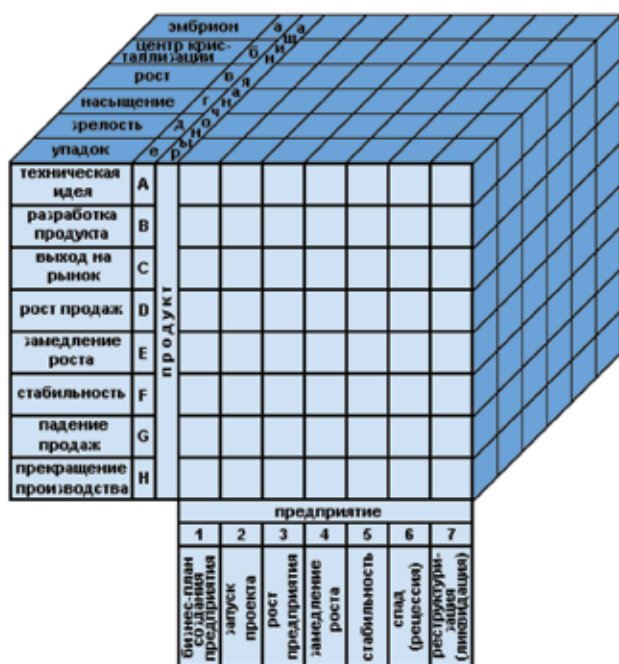 эмбрион а
центр крис-
таллизации б
рост в
насыщение г
зрелость д
упадок е
рыночная ниша
техническая
идея
A
разработка
продукта
B
выход на
рынок
C
рост продаж D
замедление
роста
E
стабильность F
падение
продаж
G
прекращение
производства
H
продукт
предприятие
1 2 3 4 5 6 7
бизнес-план
создания
предприятия
запуск
проекта
рост
предприятия
замедление
роста
стабильность
спад
(рецессия)
реструктури-
зация
(ликвидация)